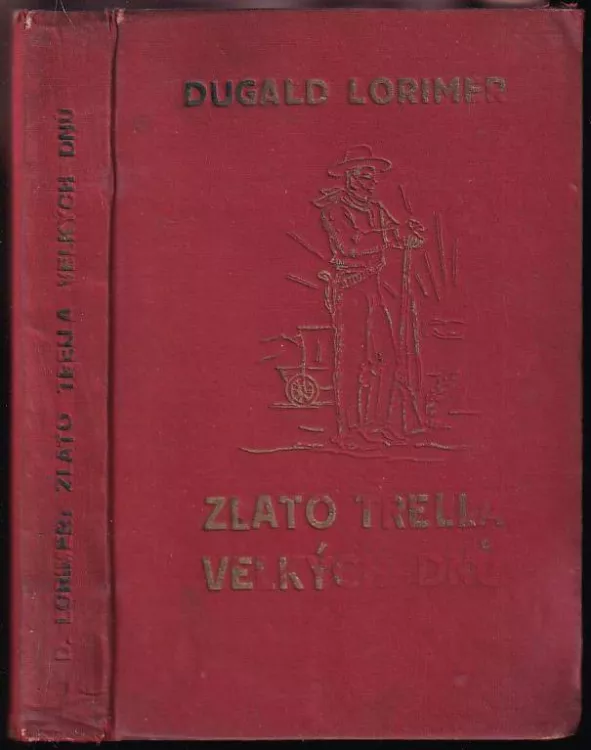 DUGALD LORIMER
ZLATO TRELLA
VELKÝCH DNŮ
D. LORIMER: ZLATO TRELLA VELKÝCH DNŮ